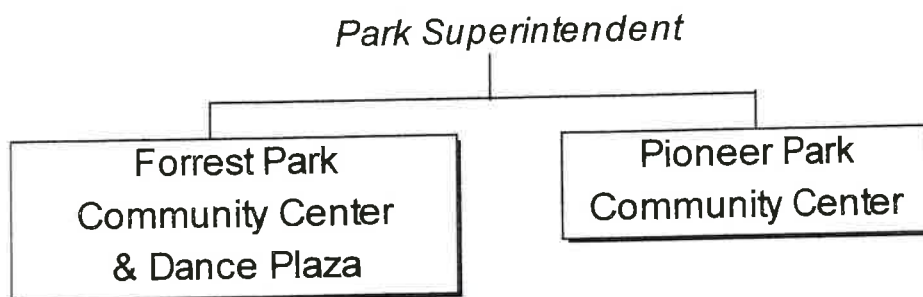 Park Superintendent
Forrest Park
Community Center
& Dance Plaza
Pioneer Park
Community Center